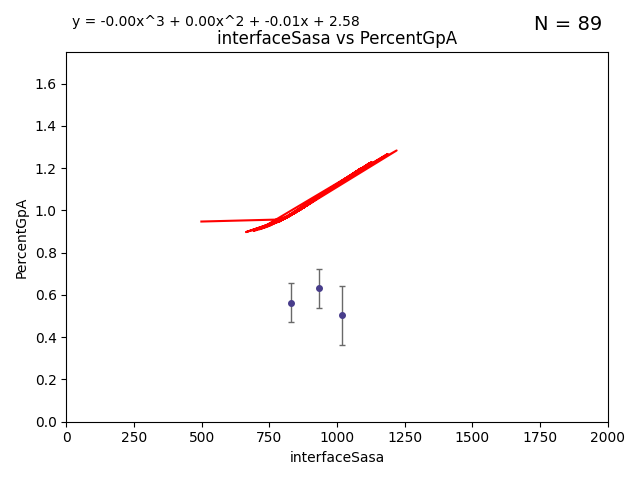 y = -0.00x^3 + 0.00x^2 + -0.01x + 2.58
N = 89
interfaceSasa vs PercentGpA
PercentGpA
1.6
1.4
1.2
1.0
0.8
0.6
0.4
0.2
0.0
0 250 500 750 1000 1250 1500 1750 2000
interfaceSasa